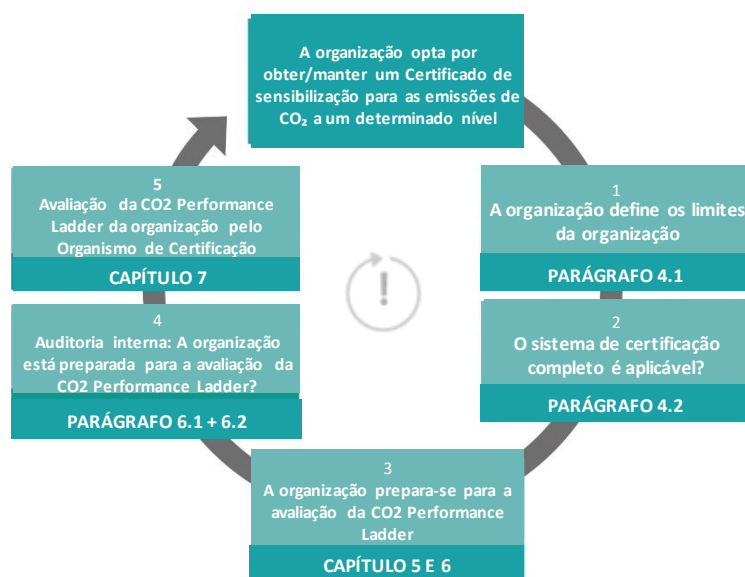 A organização opta por
obter/manter um Certificado de
sensibilização para as emissões de
CO₂ a um determinado nível
1
A organização define os limites
da organização
PARÁGRAFO 4.1
2
O sistema de certificação
completo é aplicável?
PARÁGRAFO 4.2
3
A organização prepara-se para a
avaliação da CO2 Performance
Ladder
CAPÍTULO 5 E 6
4
Auditoria interna: A organização
está preparada para a avaliação da
CO2 Performance Ladder?
PARÁGRAFO 6.1 + 6.2
5
Avaliação da CO2 Performance
Ladder da organização pelo
Organismo de Certificação
CAPÍTULO 7
!